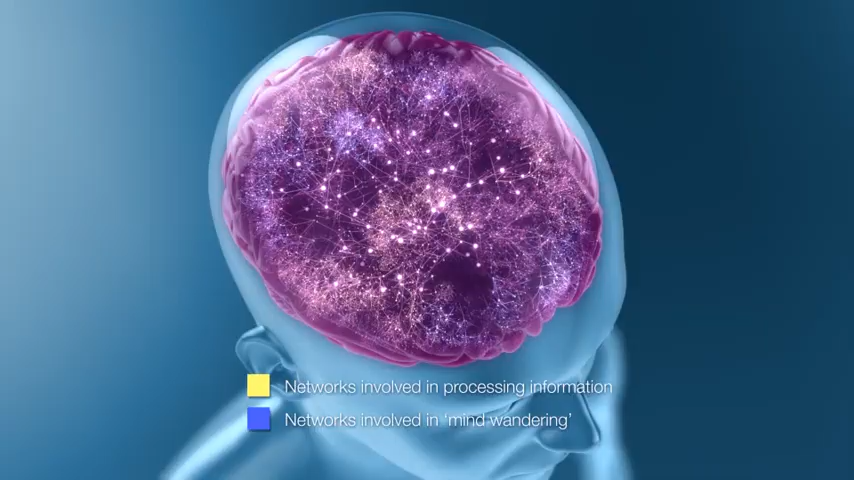 Networks involved in processing information
Networks involved in ‘mind wandering’